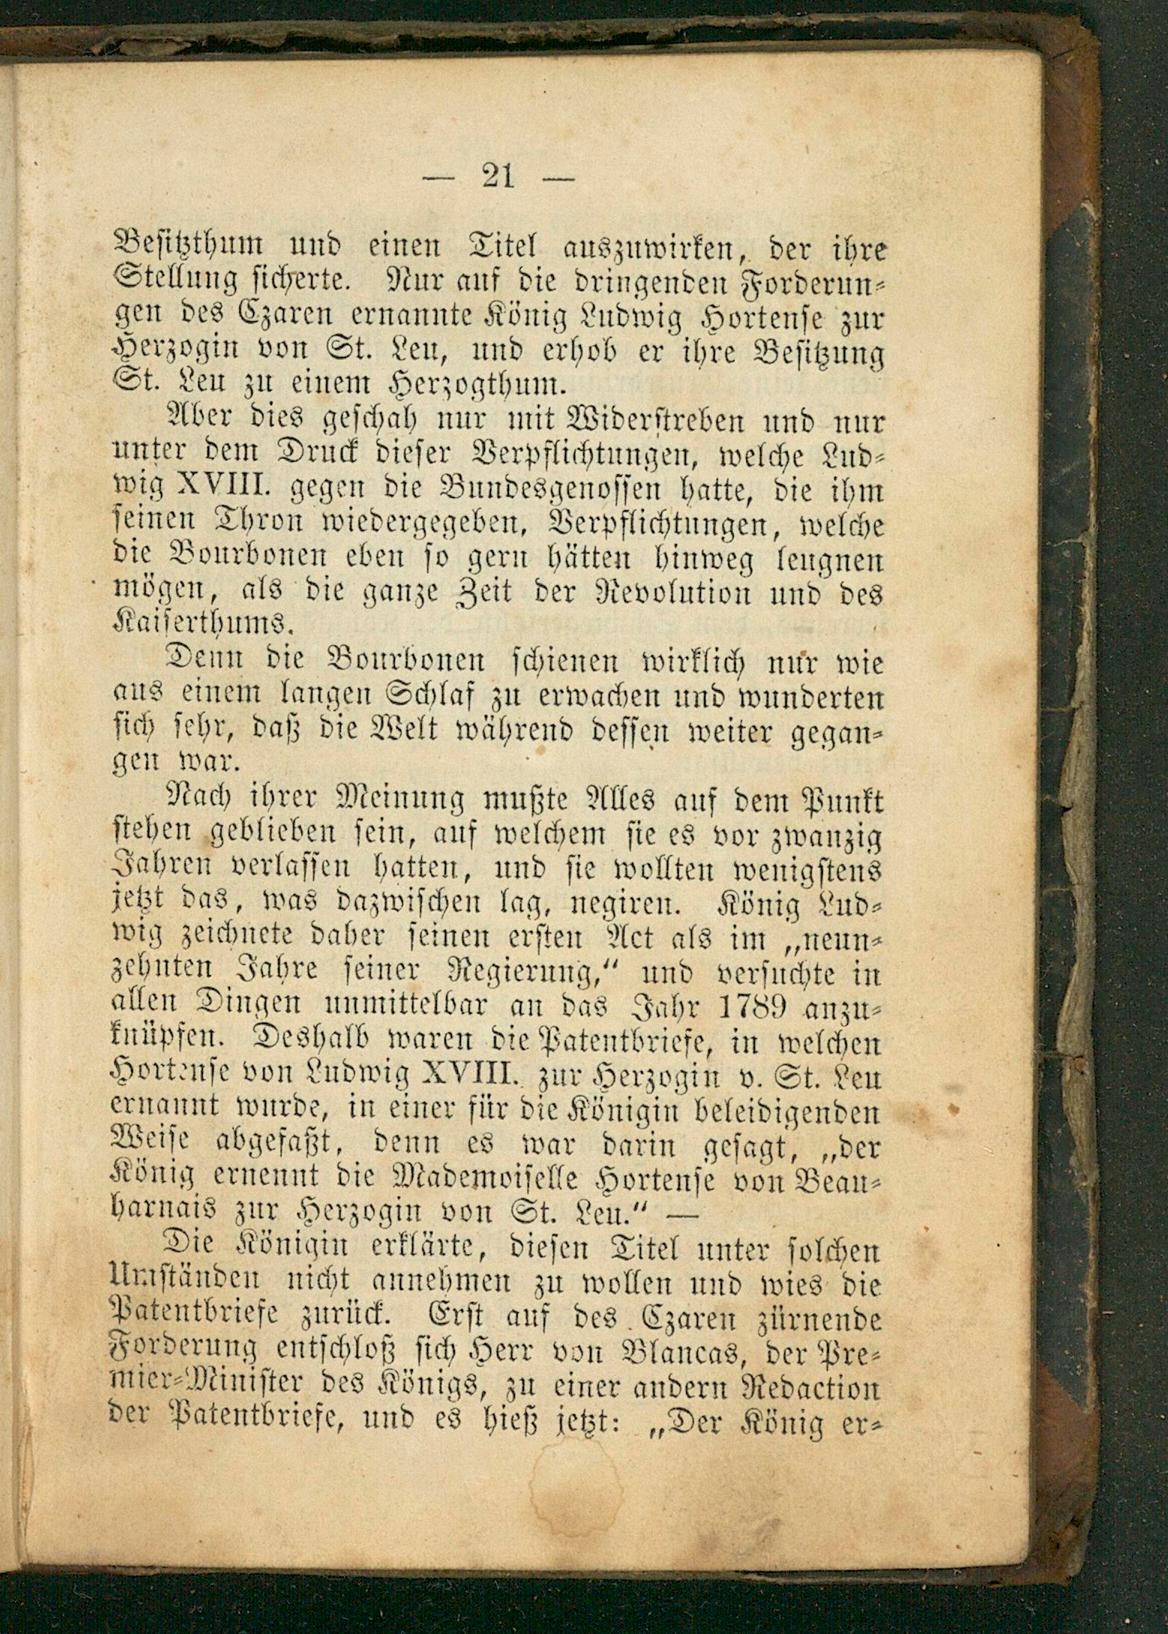 — 21 —
Besitzthum und einen Titel auszuwirken, der ihre
Stellung sicherte. Nur auf die dringenden Forderun-
gen des Czaren ernannte König Ludwig Hortense zur
Herzogin von St. Leu, und erhob er ihre Besitzung
St. Leu zu einem Herzogthum.
Aber dies geschah nur mit Widerstreben und nur
unter dem Druck dieser Verpflichtungen, welche Lud-
wig XVIII. gegen die Bundesgenossen hatte, die ihm
seinen Thron wiedergegeben, Verpflichtungen, welche
die Bourbonen eben so gern hätten hinweg leugnen
mögen, als die ganze Zeit der Revolution und des
Kaiserthums.
Denn die Bourbonen schienen wirklich nur wie
aus einem langen Schlaf zu erwachen und wunderten
sich sehr, daß die Welt während dessen weiter gegan-
gen war.
Nach ihrer Meinung mußte Alles auf dem Punkt
stehen geblieben sein, auf welchem sie es vor zwanzig
Jahren verlassen hatten, und sie wollten wenigstens
jetzt das, was dazwischen lag, negiren. König Lud-
wig zeichnete daher seinen ersten Act als im „neun-
zehnten Jahre seiner Regierung,“ und versuchte in
allen Dingen unmittelbar an das Jahr 1789 anzu-
knüpfen. Deshalb waren die Patentbriefe, in welchen
Hortense von Ludwig XVIII. zur Herzogin v. St. Leu
ernannt wurde, in einer für die Königin beleidigenden
Weise abgefaßt, denn es war darin gesagt, „der
König ernennt die Mademoiselle Hortense von Beau-
harnais zur Herzogin von St. Leu.“ —
Die Königin erklärte, diesen Titel unter solchen
Umständen nicht annehmen zu wollen und wies die
Patentbriefe zurück. Erst auf des Czaren zürnende
Forderung entschloß sich Herr von Blancas, der Pre-
mier-Minister des Königs, zu einer andern Redaction
der Patentbriefe, und es hieß jetzt: „Der König er-